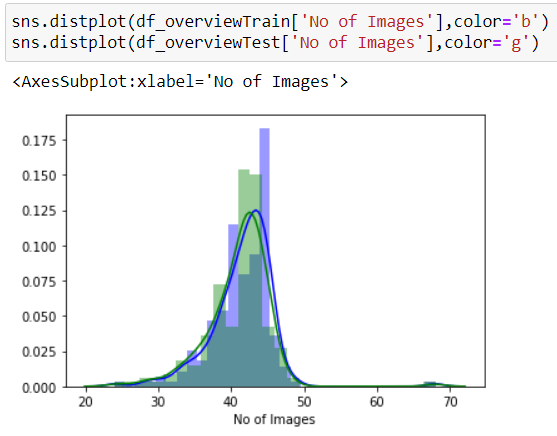 sns.distplot(df_overviewTrain['No of Images'],color='b')
sns.distplot(df_overviewTest['No of Images'],color='g')
<AxesSubplot:xlabel='No of Images'>
0.175
0.150
0.125
0.100
0.075
0.050
0.025
0.000
20 30 40 50 60 70
No of Images